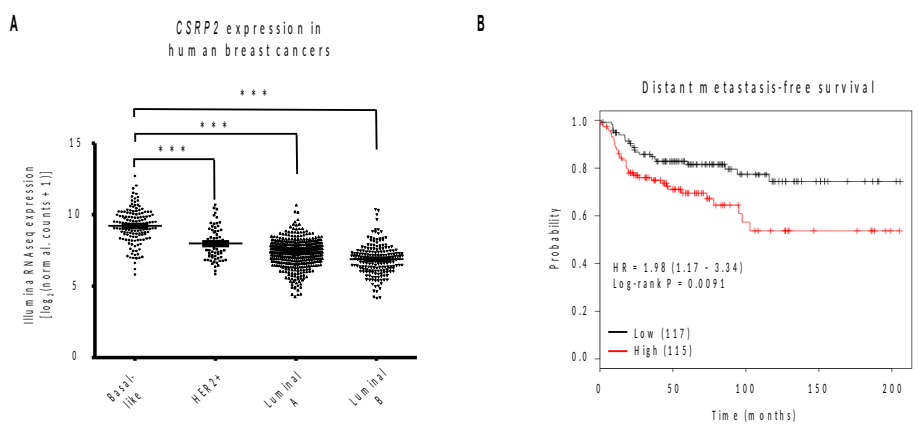 A
CSRP2 expression in
human breast cancers
* * *
* * *
* * *
15
10
5
0
Illumina RNAseq expression
[log2(normal. counts + 1)]
Basal-
like
HER2+
Luminal
A
Luminal
B
B
Distant metastasis-free survival
1.0
0.8
0.6
0.4
0.2
0.0
Probability
HR = 1.98 (1.17 - 3.34)
Log-rank P = 0.0091
Low (117)
High (115)
0
50
100
150
200
Time (months)